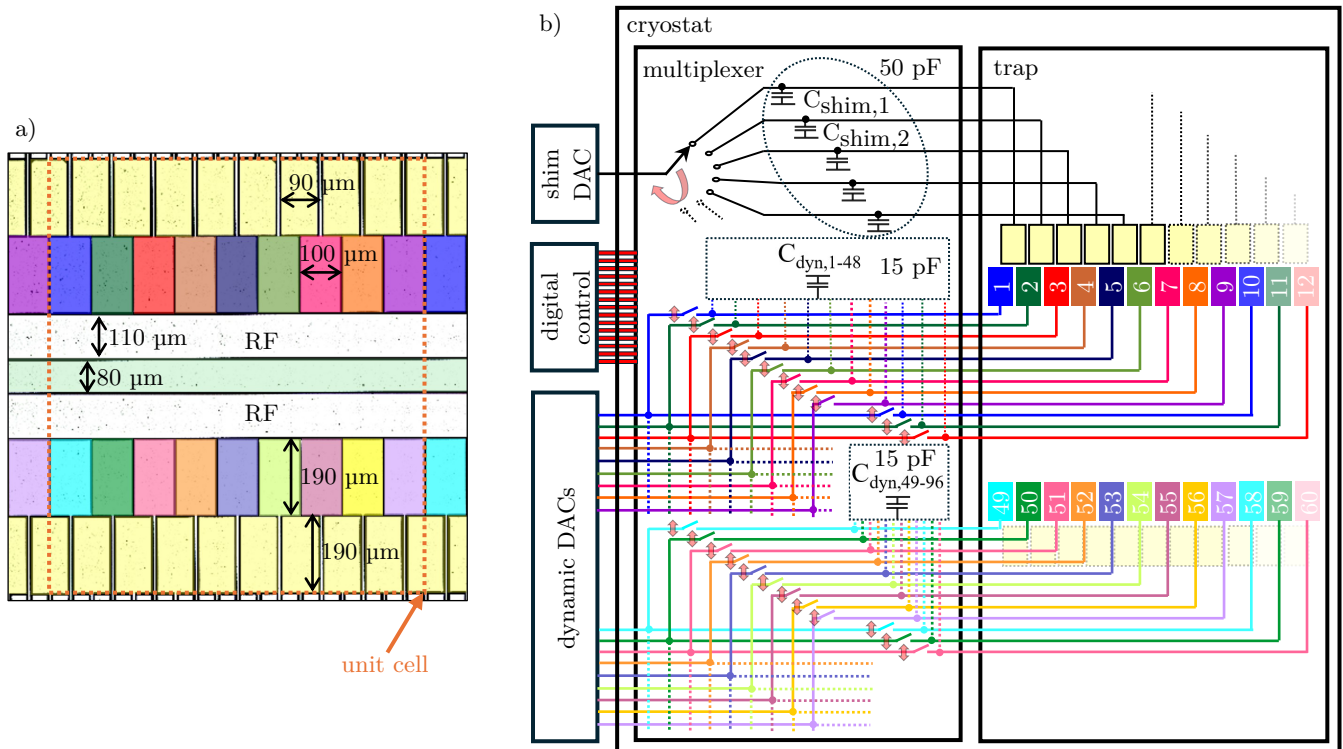 a)
90 µm
100 µm
110 µm
RF
80 µm
RF
190 µm
190 µm
unit cell
b)
cryostat
multiplexer
50 pF
trap
Cshim,1
Cshim,2
shim
DAC
digital
control
dynamic DACs
Cdyn,1-48
15 pF
1 2 3 4 5 6 7 8 9 10 11 12
15 pF
Cdyn,49-96
49 50 51 52 53 54 55 56 57 58 59 60